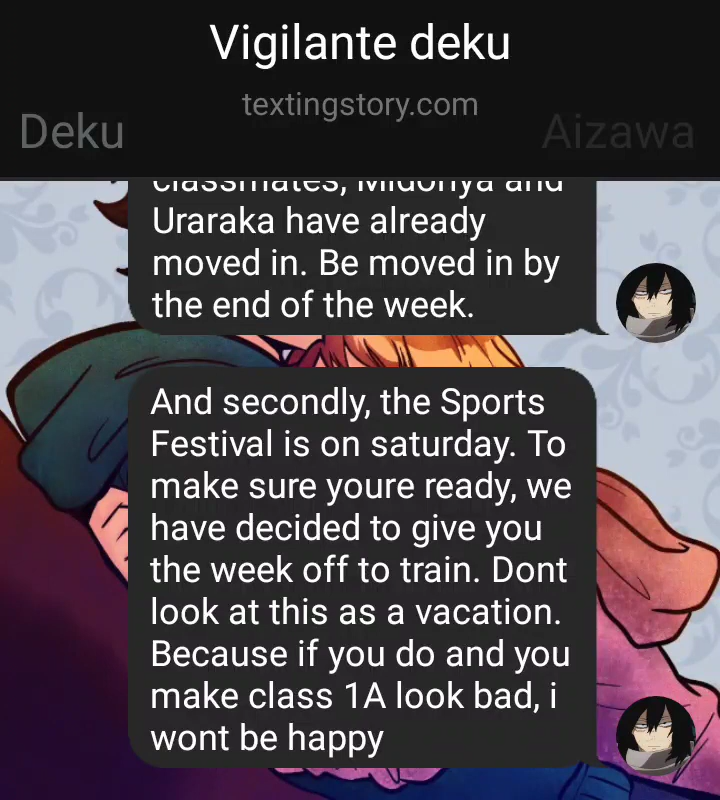 Vigilante deku
textingstory.com
Deku
Aizawa
classmates, Midoriya and
Uraraka have already
moved in. Be moved in by
the end of the week.
And secondly, the Sports
Festival is on saturday. To
make sure youre ready, we
have decided to give you
the week off to train. Dont
look at this as a vacation.
Because if you do and you
make class 1A look bad, i
wont be happy